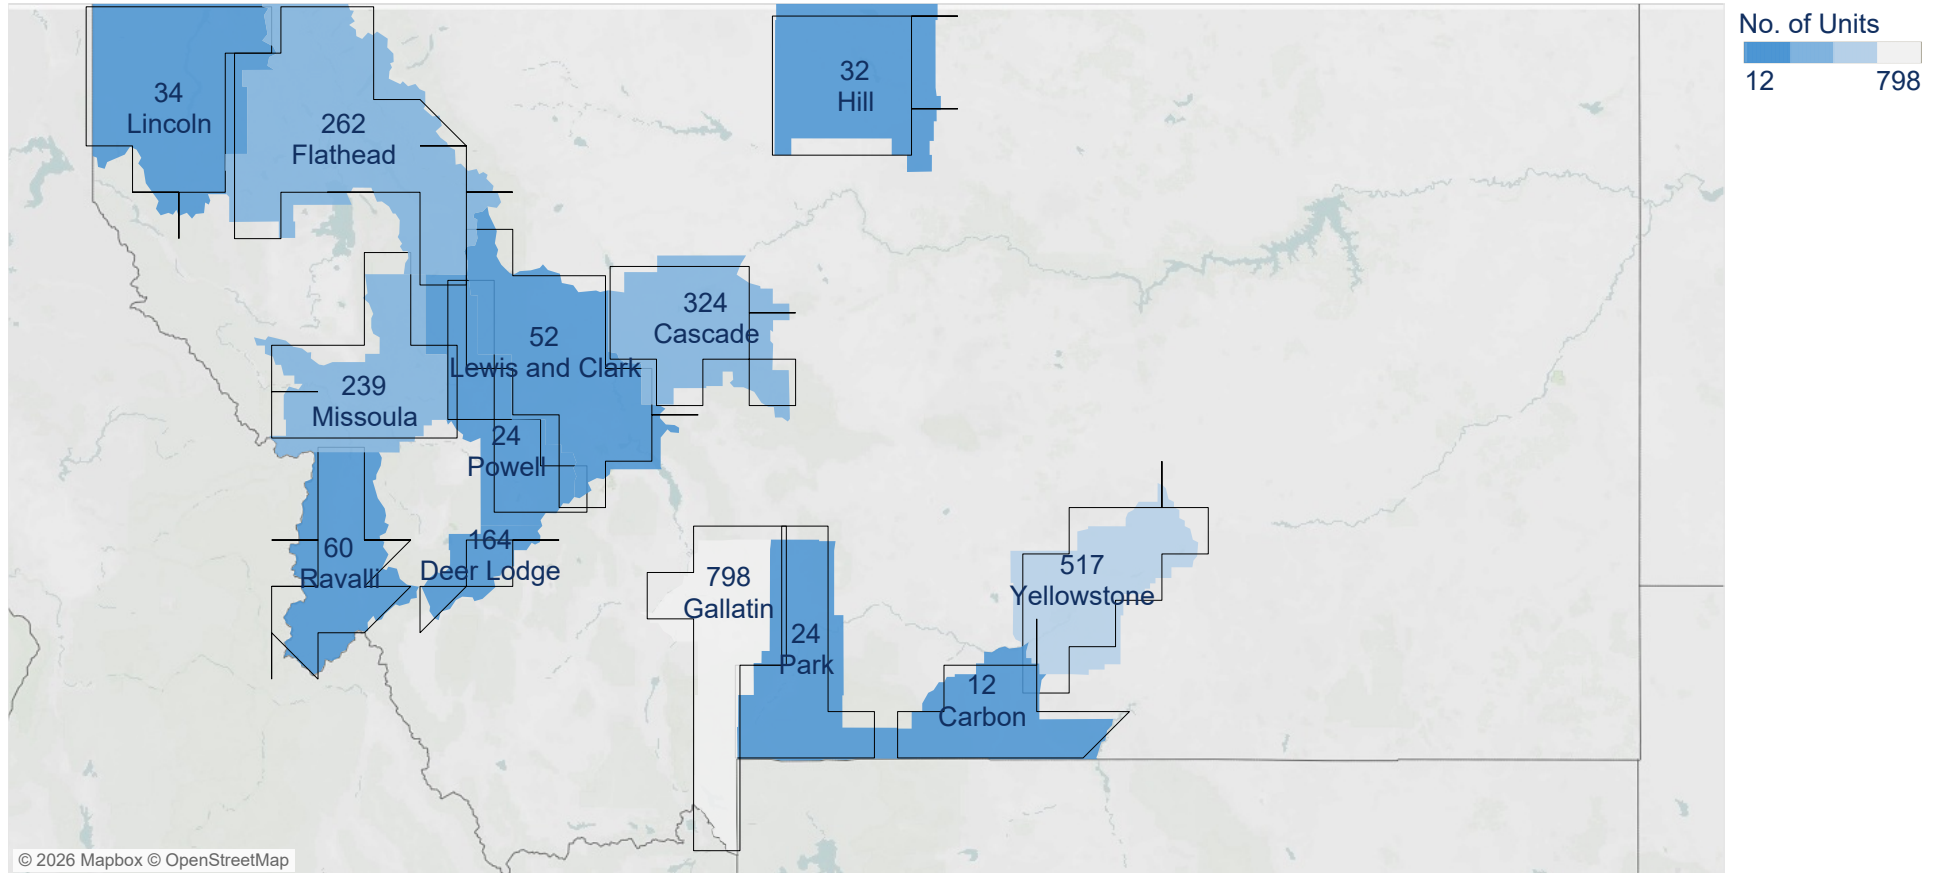 No. of Units
12 798
34
Lincoln
262
Flathead
32
Hill
324
Cascade
52
Lewis and Clark
239
Missoula
24
Powell
164
Deer Lodge
60
Ravalli
798
Gallatin
24
Park
517
Yellowstone
12
Carbon
© 2026 Mapbox © OpenStreetMap